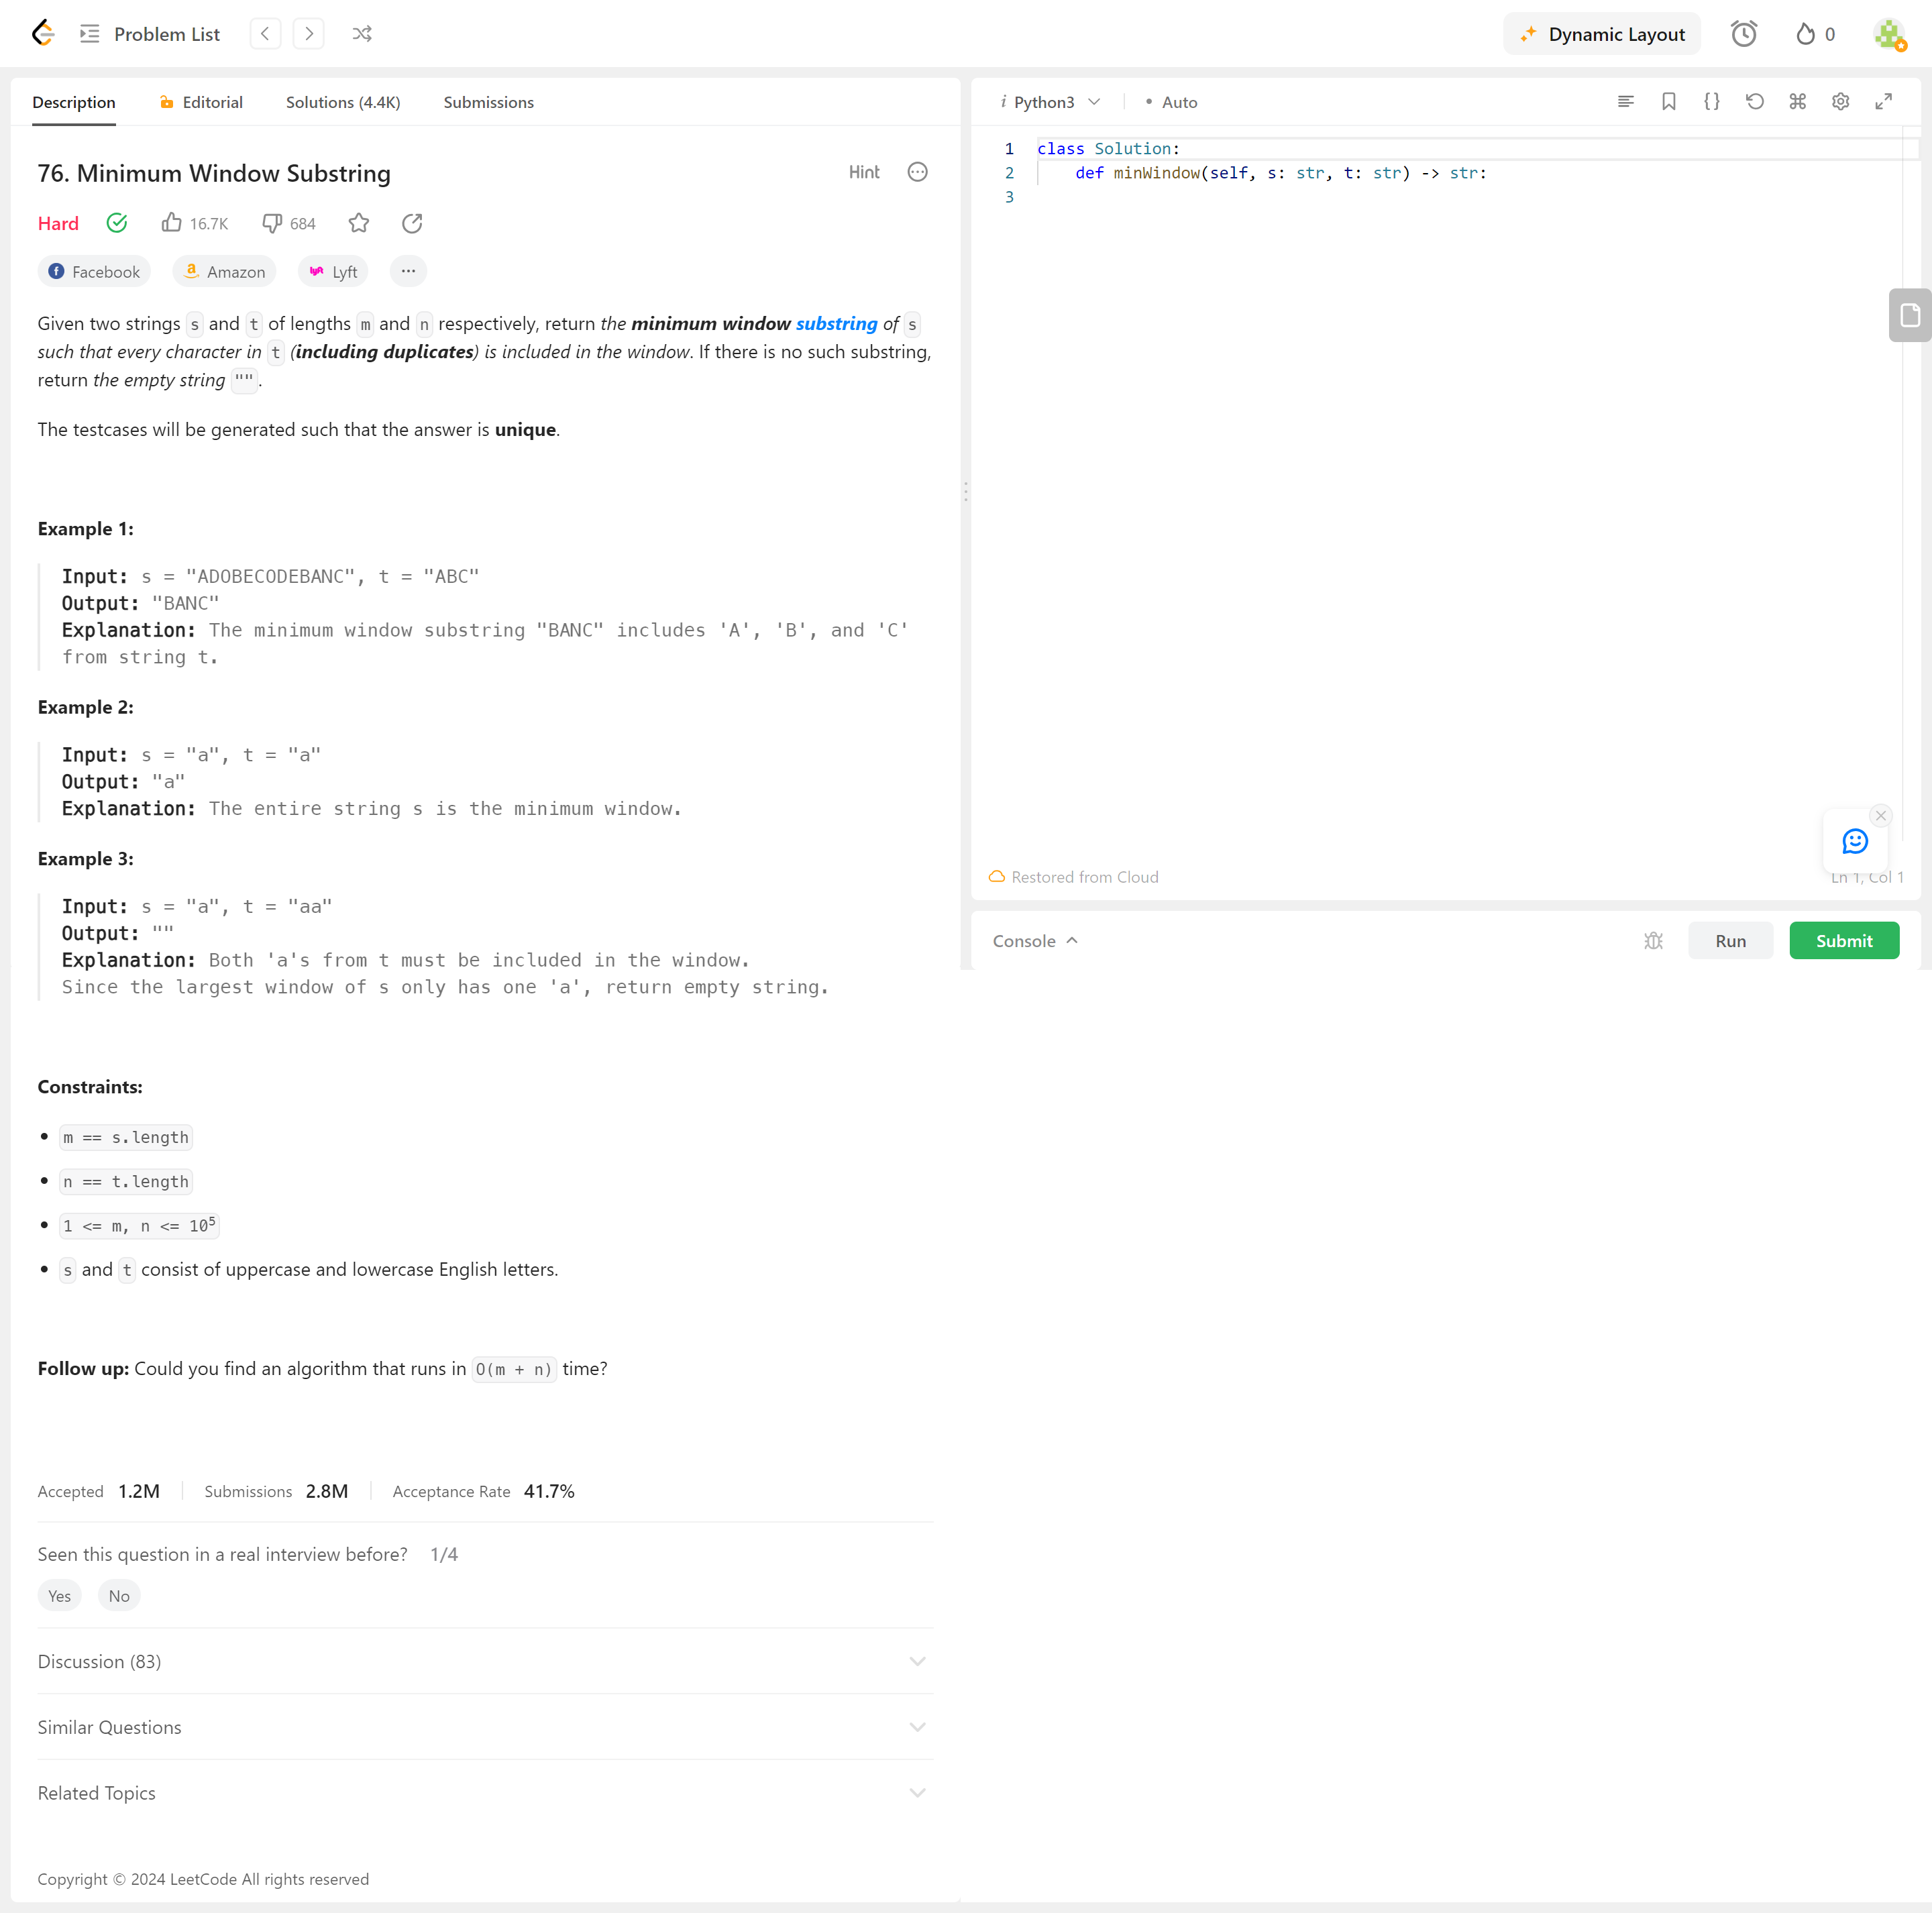 Problem List
Dynamic Layout
0
Description
Editorial
Solutions (4.4K)
Submissions
76. Minimum Window Substring
Hint
Hard
16.7K
684
Facebook
Amazon
Lyft
Given two strings s and t of lengths m and n respectively, return the minimum window substring of s
such that every character in t (including duplicates) is included in the window. If there is no such substring,
return the empty string "".
The testcases will be generated such that the answer is unique.
Example 1:
Input: s = "ADOBECODEBANC", t = "ABC"
Output: "BANC"
Explanation: The minimum window substring "BANC" includes 'A', 'B', and 'C'
from string t.
Example 2:
Input: s = "a", t = "a"
Output: "a"
Explanation: The entire string s is the minimum window.
Example 3:
Input: s = "a", t = "aa"
Output: ""
Explanation: Both 'a's from t must be included in the window.
Since the largest window of s only has one 'a', return empty string.
Constraints:
m == s.length
n == t.length
1 <= m, n <= 10⁵
s and t consist of uppercase and lowercase English letters.
Follow up: Could you find an algorithm that runs in O(m + n) time?
Accepted 1.2M Submissions 2.8M Acceptance Rate 41.7%
Seen this question in a real interview before? 1/4
Yes No
Discussion (83)
Similar Questions
Related Topics
Copyright © 2024 LeetCode All rights reserved
i Python3
Auto
1 class Solution:
2 def minWindow(self, s: str, t: str) -> str:
3
Restored from Cloud
Ln 1, Col 1
Console
Run
Submit